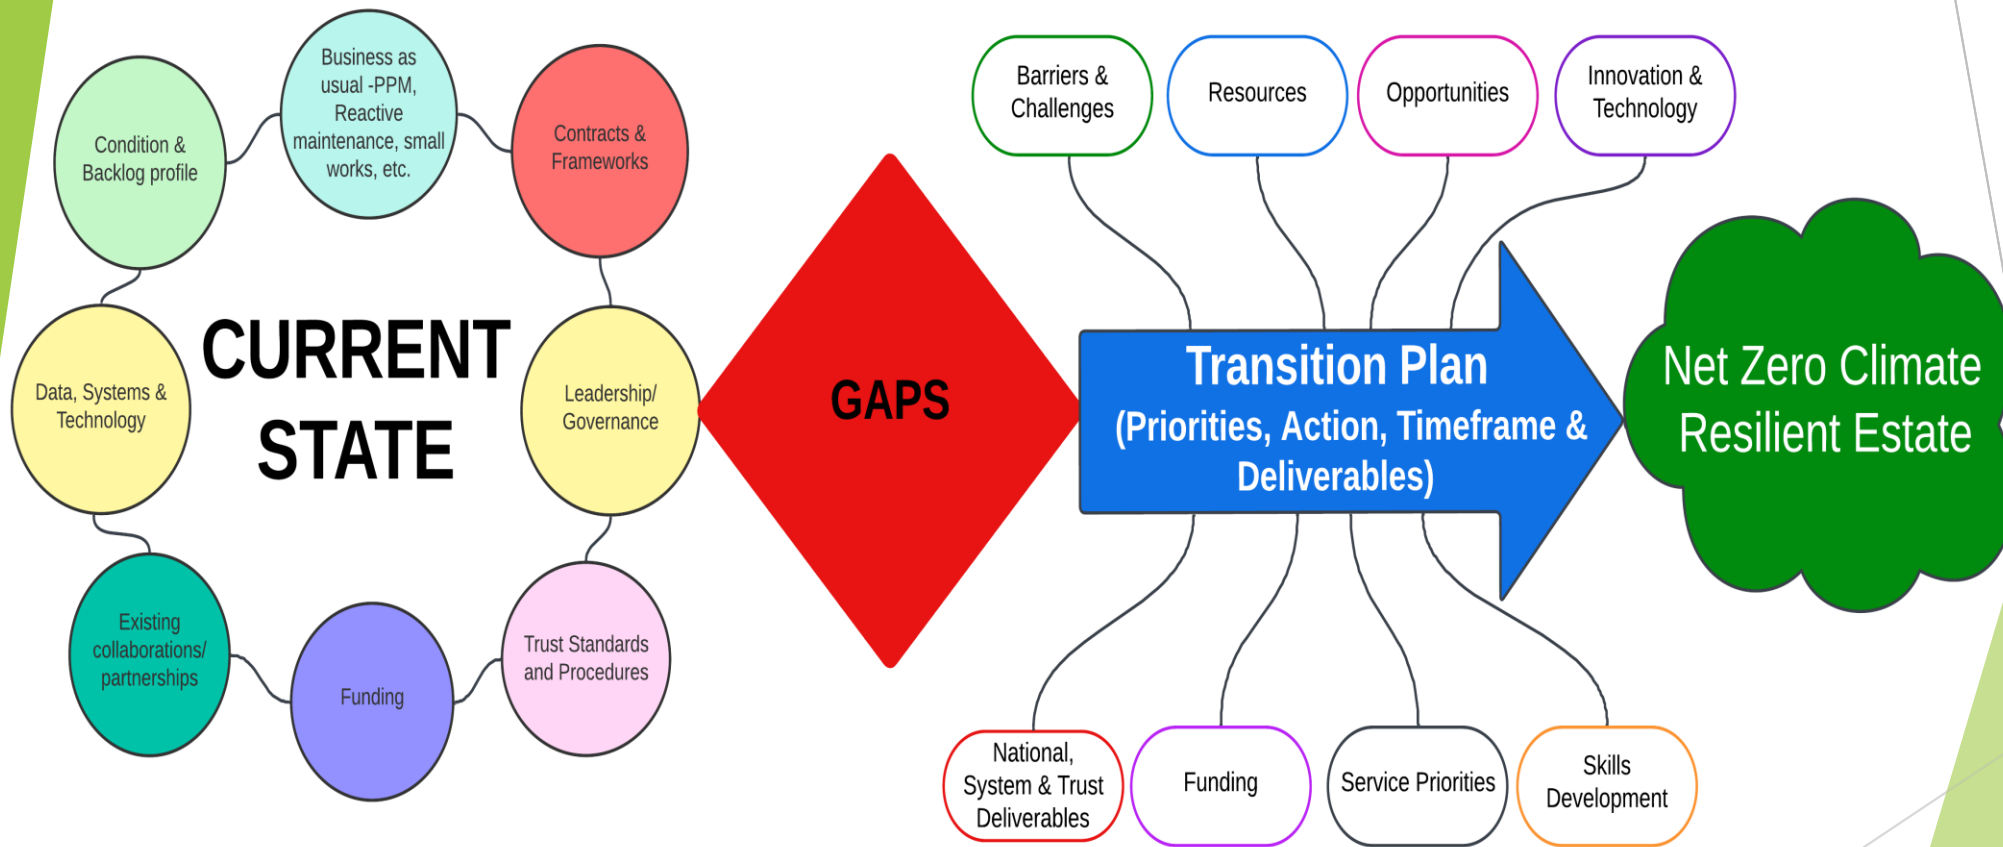 Condition &
Backlog profile
Business as
usual -PPM,
Reactive
maintenance, small
works, etc.
Contracts &
Frameworks
Data, Systems &
Technology
CURRENT
STATE
Leadership/
Governance
Existing
collaborations/
partnerships
Funding
Trust Standards
and Procedures
GAPS
Barriers &
Challenges
Resources
Opportunities
Innovation &
Technology
Transition Plan
(Priorities, Action, Timeframe &
Deliverables)
National,
System & Trust
Deliverables
Funding
Service Priorities
Skills
Development
Net Zero Climate
Resilient Estate